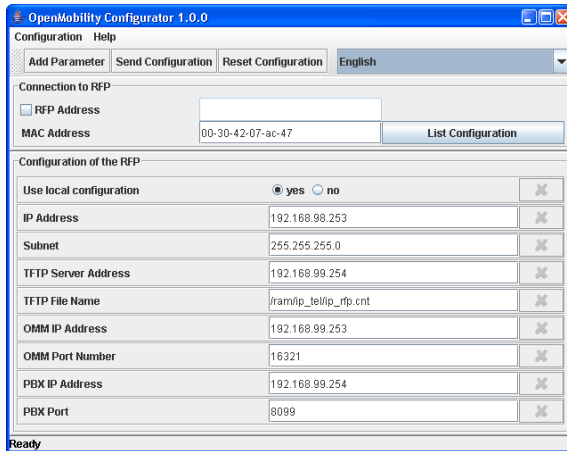 OpenMobility Configurator 1.0.0
Configuration Help
Add Parameter Send Configuration Reset Configuration English
Connection to RFP
RFP Address
MAC Address 00-30-42-07-ac-47 List Configuration
Configuration of the RFP
Use local configuration yes no
IP Address 192.168.98.253
Subnet 255.255.255.0
TFTP Server Address 192.168.99.254
TFTP File Name /ram/ip_tel/ip_rfp.cnt
OMM IP Address 192.168.99.253
OMM Port Number 16321
PBX IP Address 192.168.99.254
PBX Port 8099
Ready